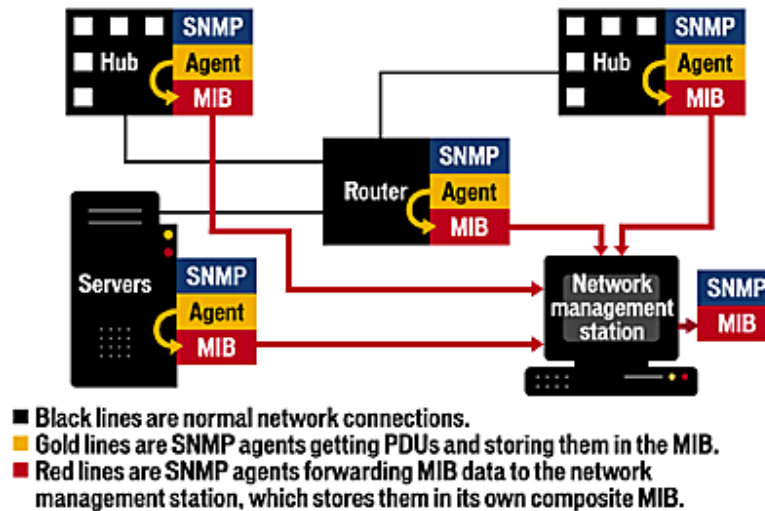 SNMP
Hub
Agent
MIB
SNMP
Hub
Agent
MIB
SNMP
Router
Agent
MIB
Servers
SNMP
Agent
MIB
Network
management
station
SNMP
MIB
Black lines are normal network connections.
Gold lines are SNMP agents getting PDUs and storing them in the MIB.
Red lines are SNMP agents forwarding MIB data to the network
management station, which stores them in its own composite MIB.